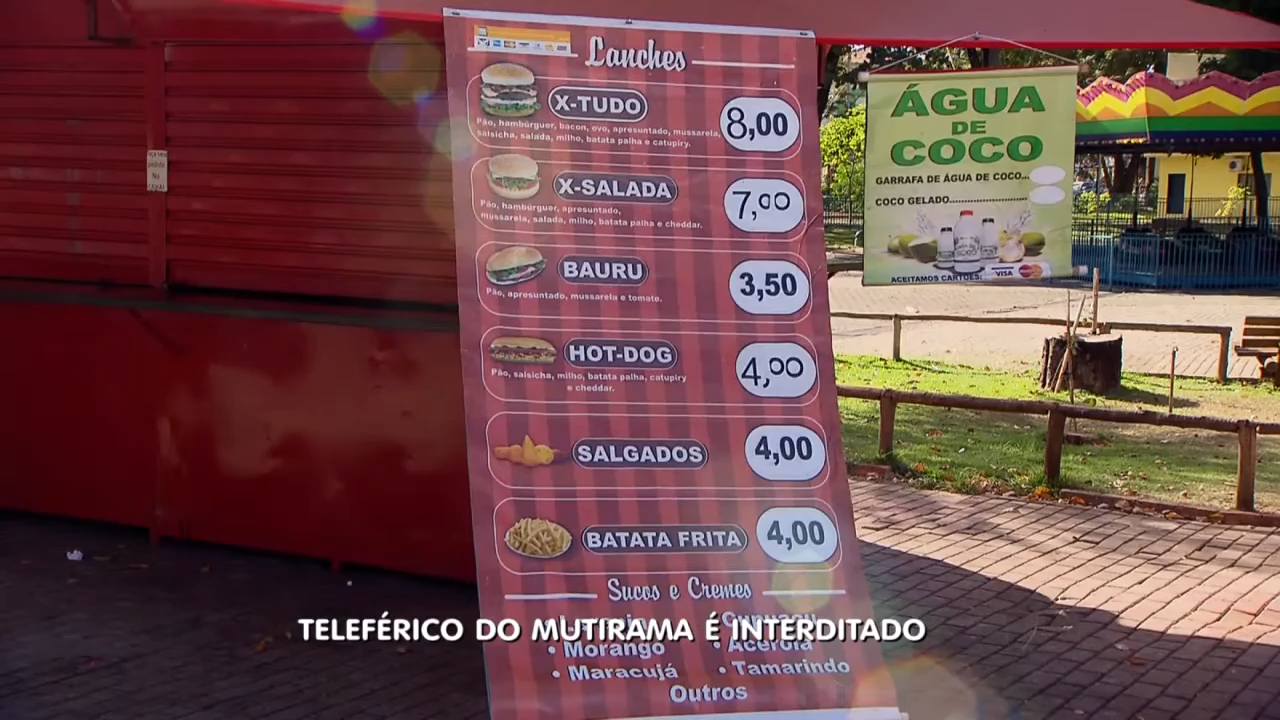 Lanches
X-TUDO
8,00
Pão, hambúrguer, bacon, ovo, apresuntado, mussarela,
salsicha, salada, milho, batata palha e catupiry.
X-SALADA
7,00
Pão, hambúrguer, apresuntado,
mussarela, salada, milho, batata palha e cheddar.
BAURU
3,50
Pão, apresuntado, mussarela e tomate.
HOT-DOG
4,00
Pão, salsicha, milho, batata palha, catupiry
e cheddar.
SALGADOS
4,00
BATATA FRITA
4,00
Sucos e Cremes
• Morango
• Acerola
• Maracujá
• Tamarindo
Outros
ÁGUA
DE
COCO
GARRAFA DE ÁGUA DE COCO...
COCO GELADO......................
ACEITAMOS CARTÕES:
VISA
TELEFÉRICO DO MUTIRAMA É INTERDITADO